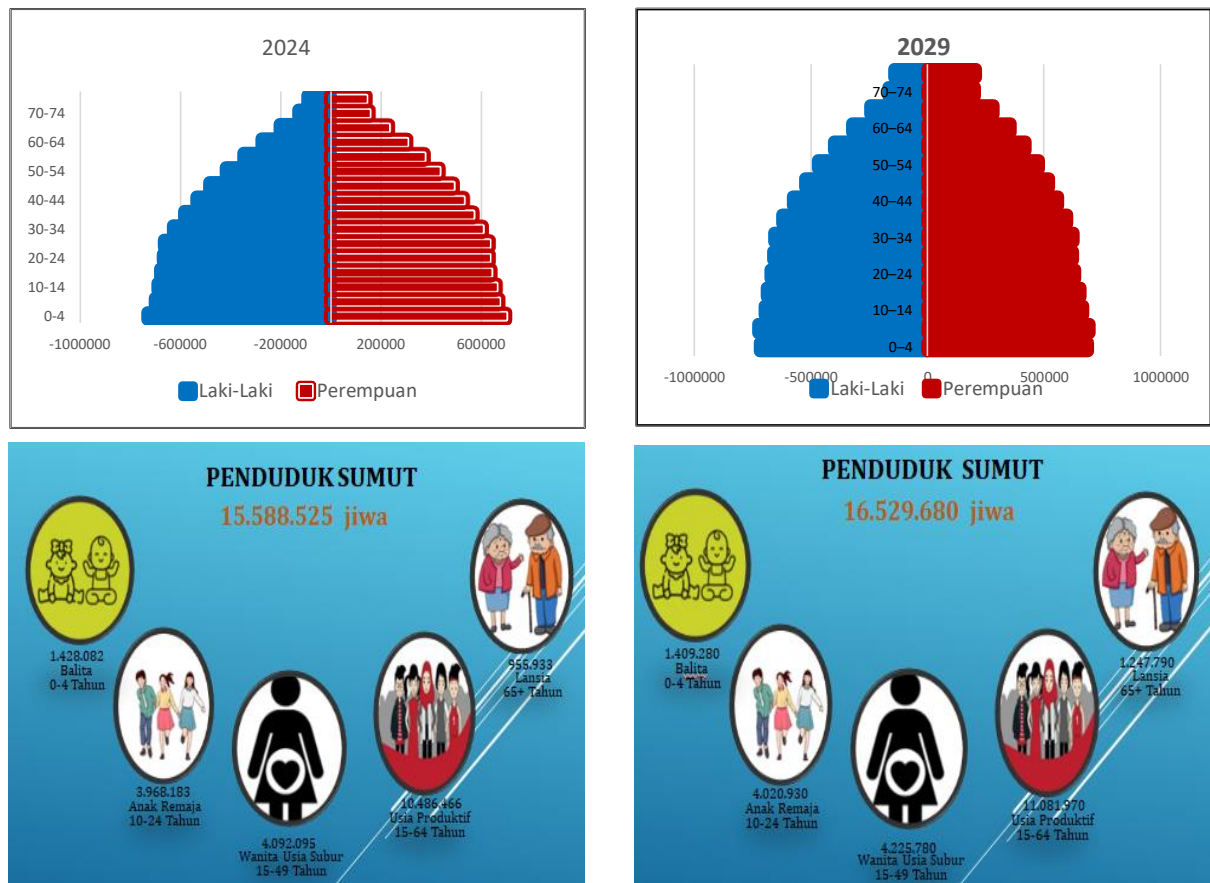 2024
70-74
60-64
50-54
40-44
30-34
20-24
10-14
0-4
-1000000 -600000 -200000 200000 600000
Laki-Laki Perempuan
2029
70–74
60–64
50–54
40–44
30–34
20–24
10–14
0–4
-1000000 -500000 0 500000 1000000
Laki-Laki Perempuan
PENDUDUK SUMUT
15.588.525 jiwa
1.428.082
Balita
0-4 Tahun
3.968.183
Anak Remaja
10-24 Tahun
4.092.095
Wanita Usia Subur
15-49 Tahun
10.486.466
Usia Produktif
15-64 Tahun
955.933
Lansia
65+ Tahun
PENDUDUK SUMUT
16.529.680 jiwa
1.409.280
Balita
0-4 Tahun
4.020.930
Anak Remaja
10-24 Tahun
4.225.780
Wanita Usia Subur
15-49 Tahun
11.081.970
Usia Produktif
15-64 Tahun
1.247.790
Lansia
65+ Tahun